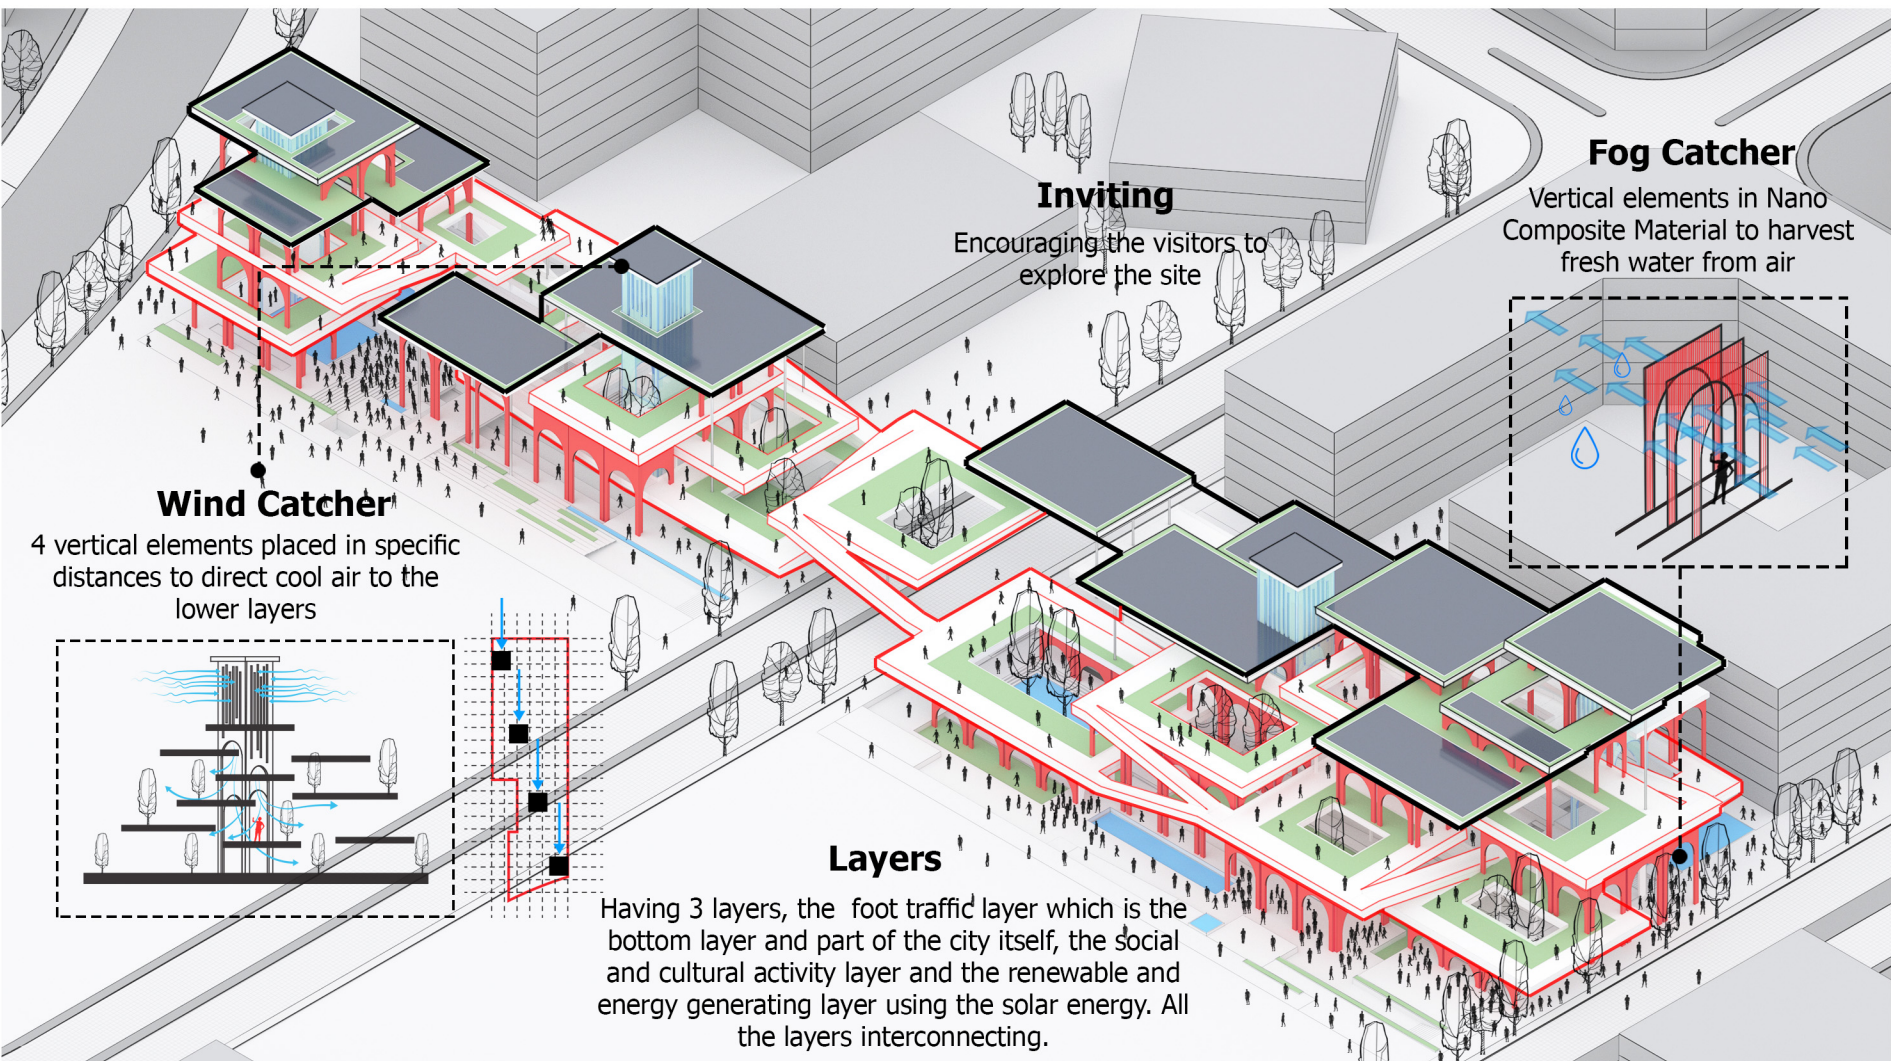 Fog Catcher
Vertical elements in Nano
Composite Material to harvest
fresh water from air
Inviting
Encouraging the visitors to
explore the site
Wind Catcher
4 vertical elements placed in specific
distances to direct cool air to the
lower layers
Layers
Having 3 layers, the  foot traffic layer which is the
bottom layer and part of the city itself, the social
and cultural activity layer and the renewable and
energy generating layer using the solar energy. All
the layers interconnecting.